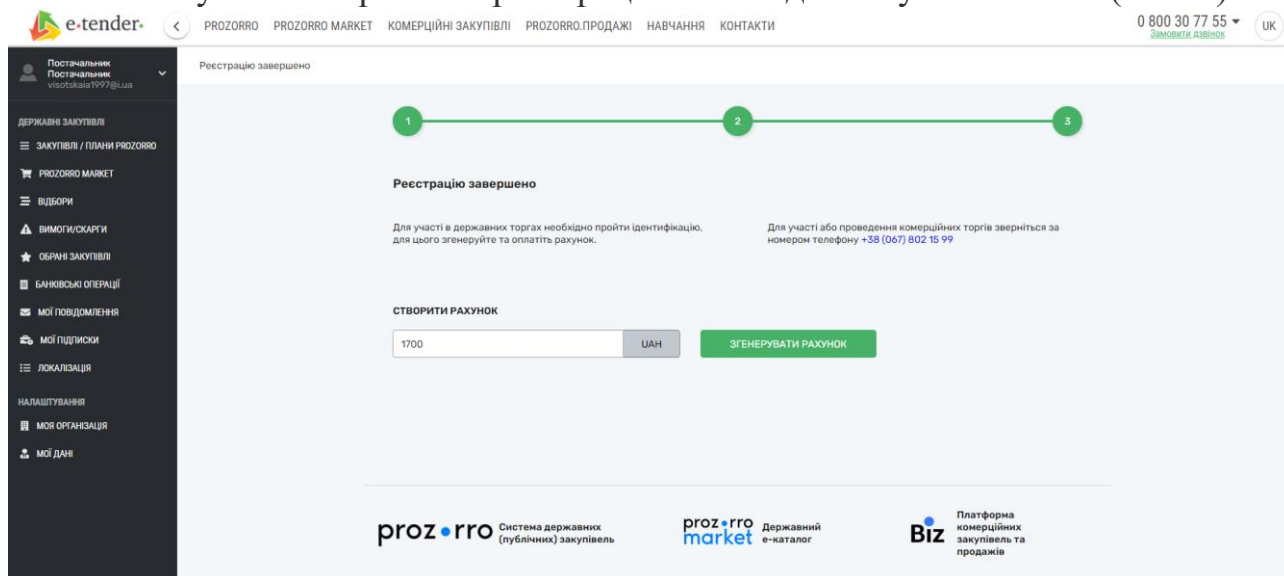 e-tender
PROZORRO PROZORRO MARKET КОМЕРЦІЙНІ ЗАКУПІВЛІ PROZORRO.ПРОДАЖІ НАВЧАННЯ КОНТАКТИ
0 800 30 77 55
Замовити дзвінок
UK
Постачальник
Постачальник
visotskaia1997@i.ua
Реєстрацію завершено
ДЕРЖАВНІ ЗАКУПІВЛІ
ЗАКУПІВЛІ / ПЛАНИ PROZORRO
PROZORRO MARKET
ВІДБОРИ
ВИМОГИ/СКАРГИ
ОБРАНІ ЗАКУПІВЛІ
БАНКІВСЬКІ ОПЕРАЦІЇ
МОЇ ПОВІДОМЛЕННЯ
МОЇ ПІДПИСКИ
ЛОКАЛІЗАЦІЯ
НАЛАШТУВАННЯ
МОЯ ОРГАНІЗАЦІЯ
МОЇ ДАНІ
1 2 3
Реєстрацію завершено
Для участі в державних торгах необхідно пройти ідентифікацію,
для цього згенеруйте та оплатіть рахунок.
Для участі або проведення комерційних торгів зверніться за
номером телефону +38 (067) 802 15 99
СТВОРИТИ РАХУНОК
1700 UAH ЗГЕНЕРУВАТИ РАХУНОК
prozorro
Система державних
(публічних) закупівель
prozorro
market
Державний
е-каталог
Biz
Платформа
комерційних
закупівель та
продажів